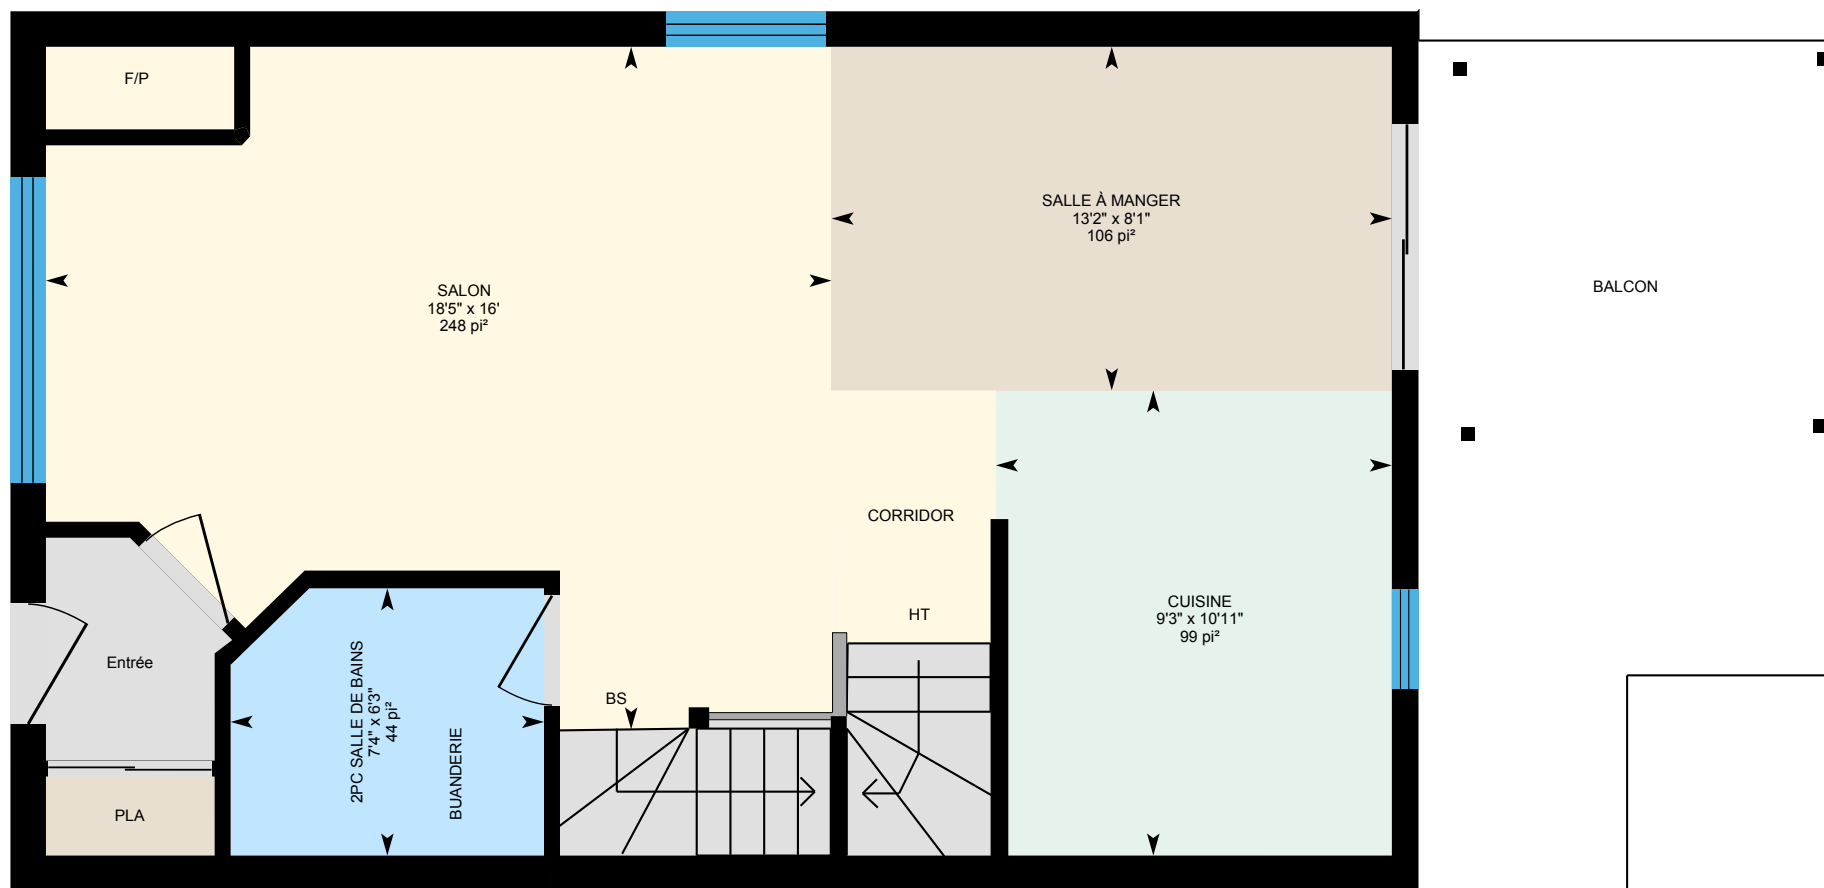 F/P
SALLE À MANGER
13'2" x 8'1"
106 pi²
BALCON
SALON
18'5" x 16'
248 pi²
CORRIDOR
CUISINE
9'3" x 10'11"
99 pi²
HT
Entrée
2PC SALLE DE BAINS
7'4" x 6'3"
44 pi²
BUANDERIE
BS
PLA